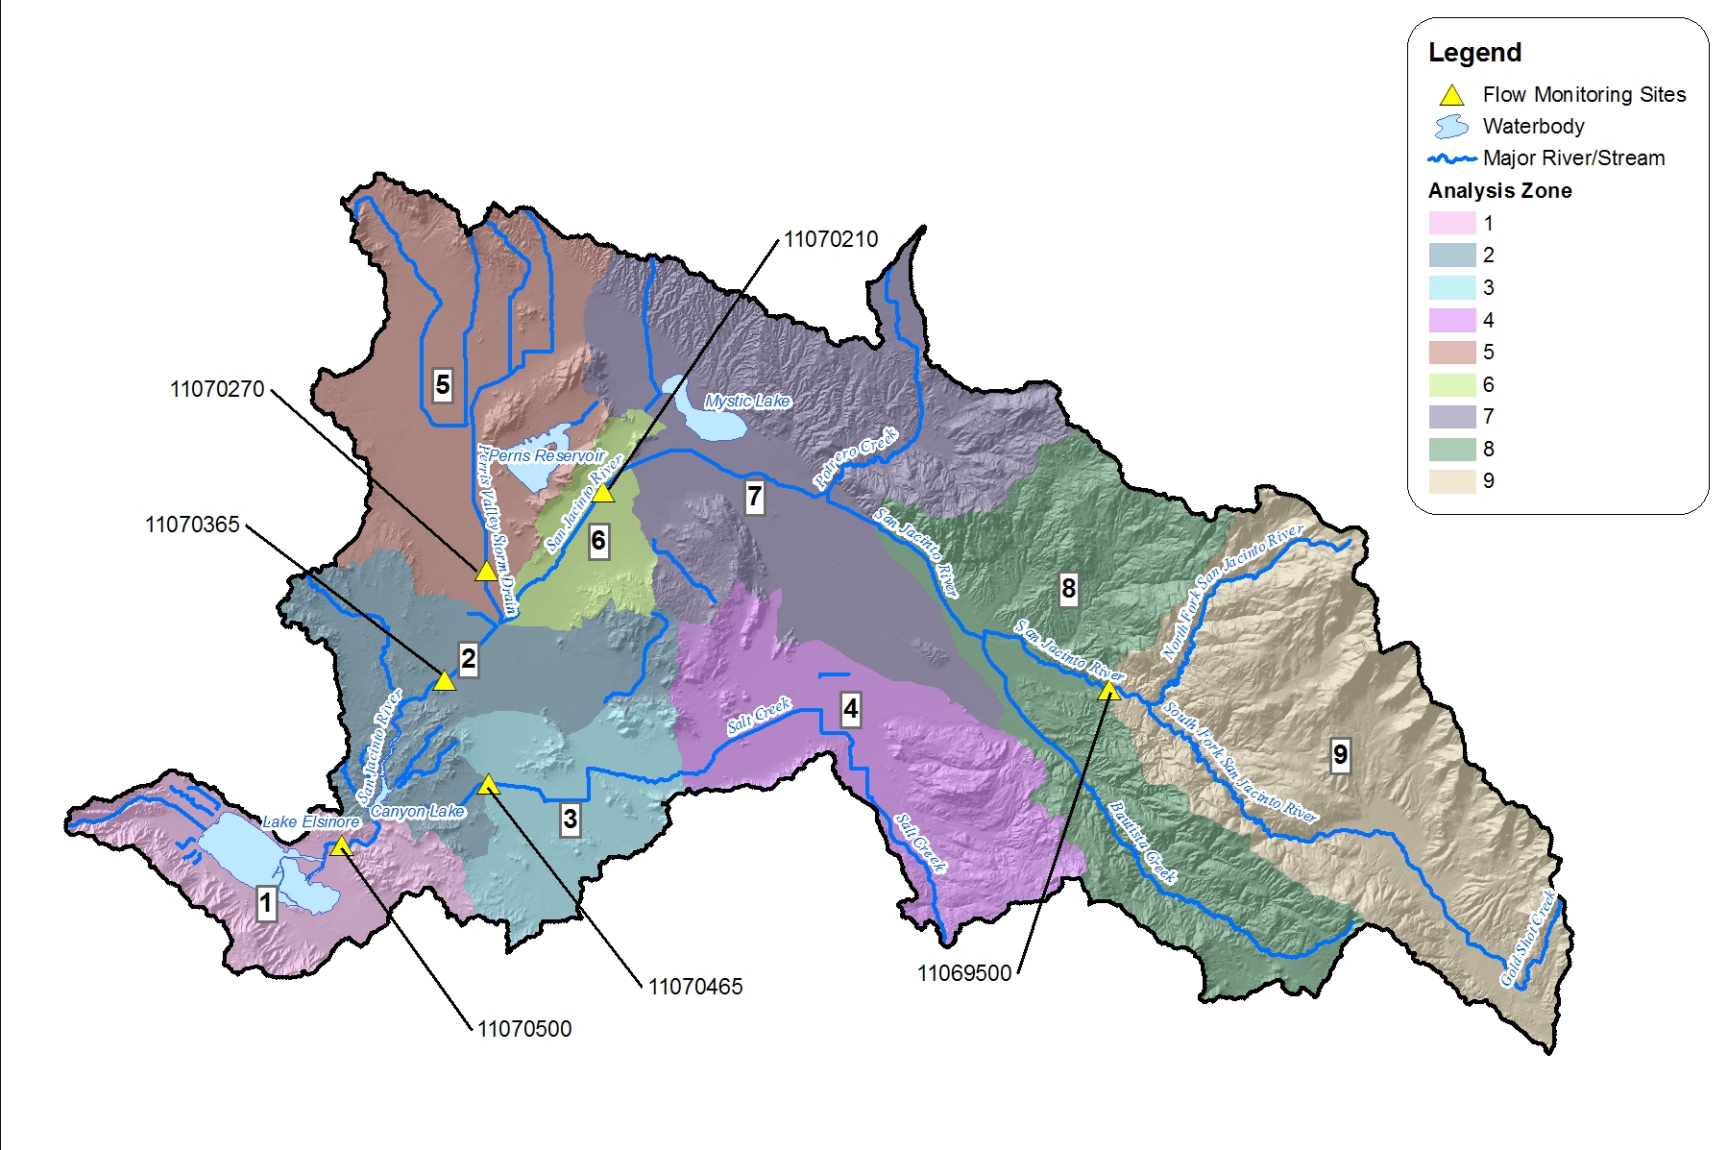 Legend
Flow Monitoring Sites
Waterbody
Major River/Stream
Analysis Zone
1
2
3
4
5
6
7
8
9
11070210
11070270
11070365
5
Mystic Lake
Perris Reservoir
Perris Valley Storm Drain
San Jacinto River
Potrero Creek
7
6
San Jacinto River
8
North Fork San Jacinto River
2
San Jacinto River
San Jacinto River
4
Salt Creek
South Fork San Jacinto River
9
Canyon Lake
Lake Elsinore
3
Salt Creek
Bautista Creek
1
Gold Shot Creek
11070465
11069500
11070500